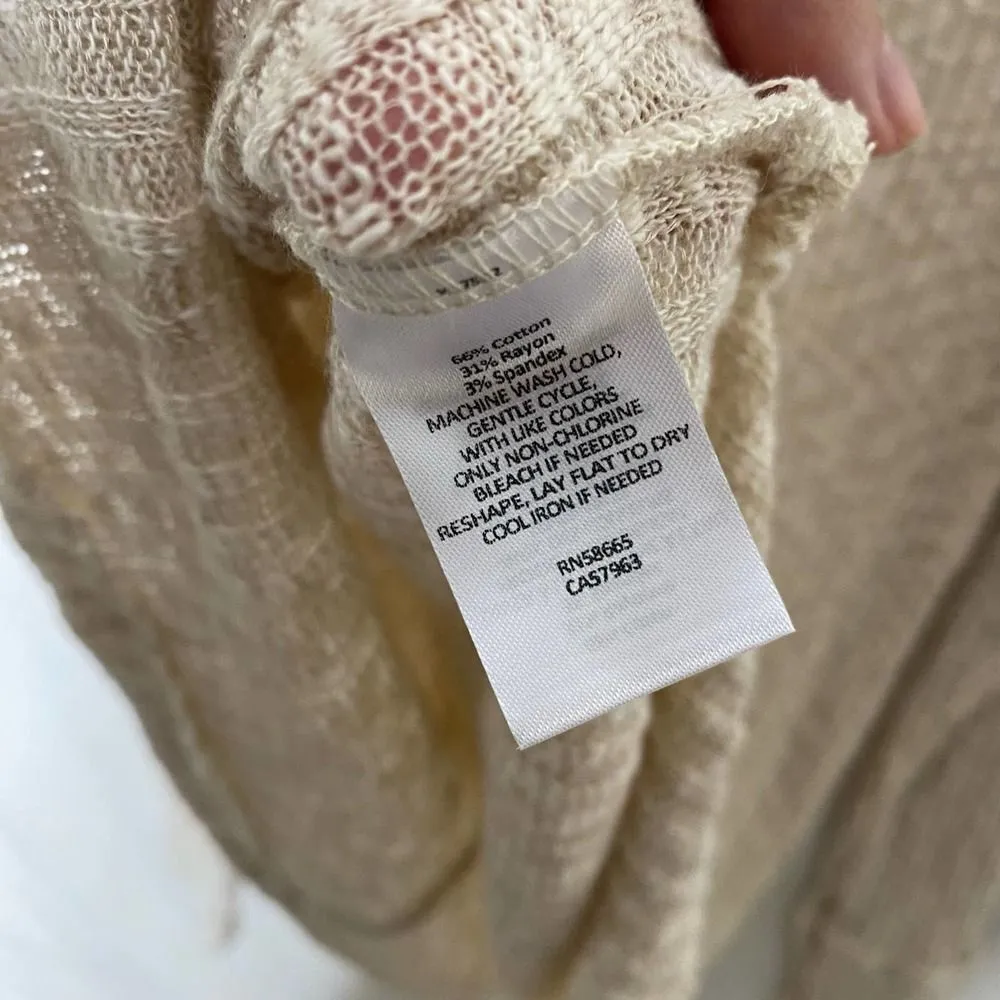 66% Cotton
31% Rayon
3% Spandex
MACHINE WASH COLD,
GENTLE CYCLE,
WITH LIKE COLORS
ONLY NON-CHLORINE
BLEACH IF NEEDED
RESHAPE, LAY FLAT TO DRY
COOL IRON IF NEEDED
RN58665
CA57963